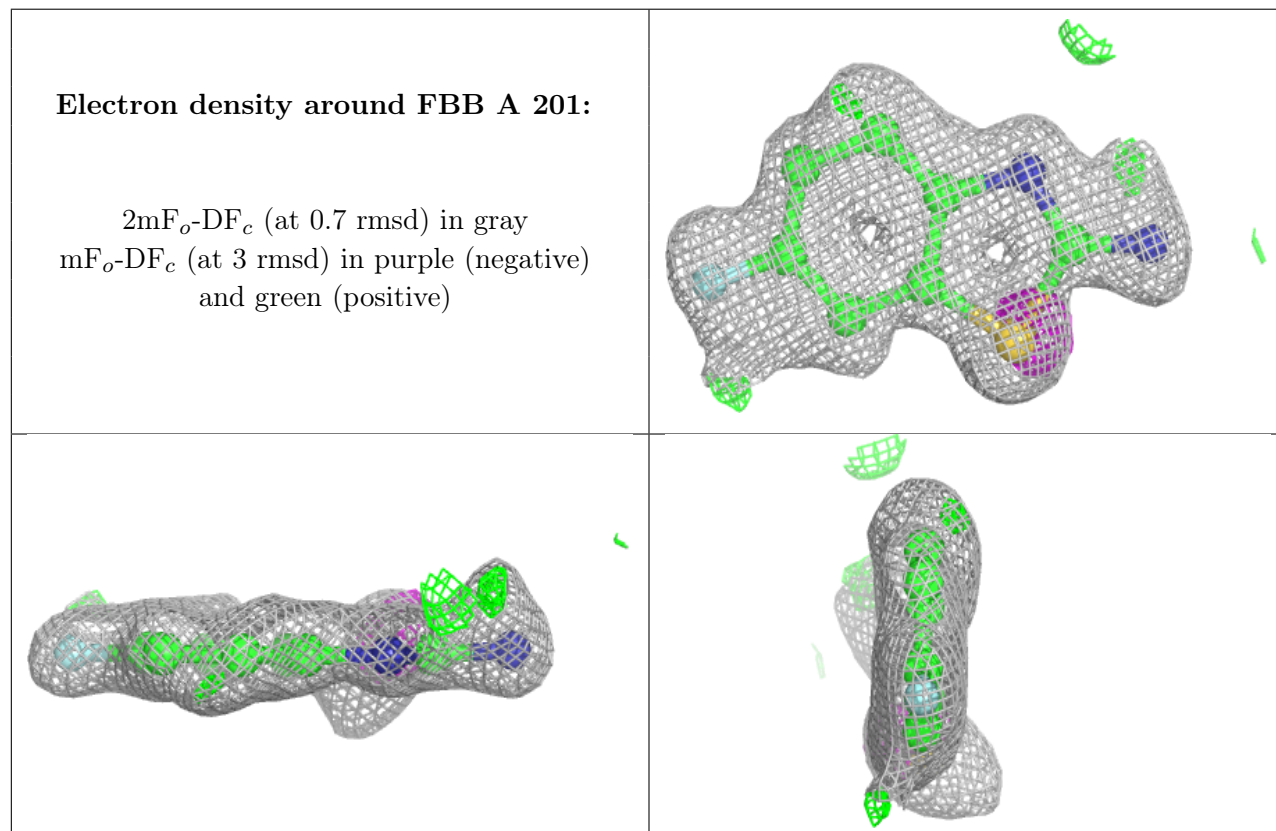 Electron density around FBB A 201:
2mFo-DFc (at 0.7 rmsd) in gray
mFo-DFc (at 3 rmsd) in purple (negative)
and green (positive)